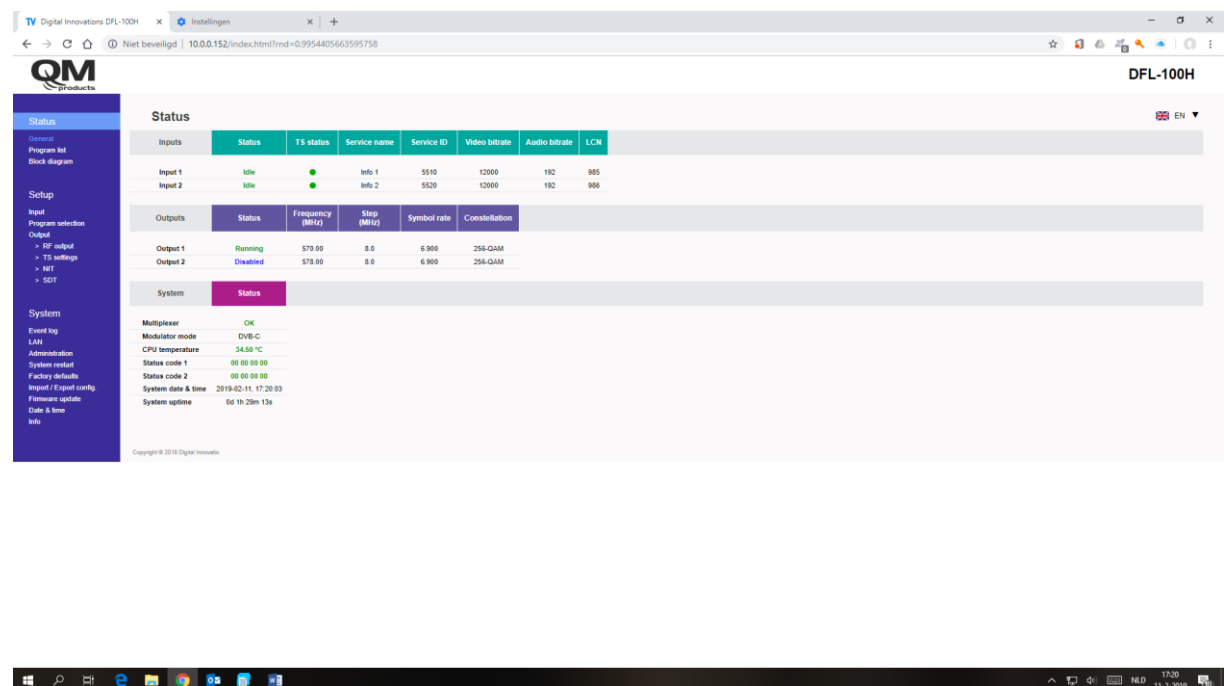 TV Digital Innovations DFL-100H × Instellingen × +
Niet beveiligd | 10.0.0.152/index.html?rnd=0.9954405663595758
QM products
DFL-100H
Status
General
Program list
Block diagram
Setup
Input
Program selection
Output
> RF output
> TS settings
> NIT
> SDT
System
Event log
LAN
Administration
System restart
Factory defaults
Import / Export config.
Firmware update
Date & time
Info
Status
EN ▼
Inputs Status TS status Service name Service ID Video bitrate Audio bitrate LCN
Input 1 Idle Info 1 5510 12000 192 985
Input 2 Idle Info 2 5520 12000 192 986
Outputs Status Frequency (MHz) Step (MHz) Symbol rate Constellation
Output 1 Running 570.00 8.0 6.900 256-QAM
Output 2 Disabled 578.00 8.0 6.900 256-QAM
System Status
Multiplexer OK
Modulator mode DVB-C
CPU temperature 34.50 °C
Status code 1 00 00 00 00
Status code 2 00 00 00 00
System date & time 2019-02-11, 17:20:03
System uptime 0d 1h 29m 13s
Copyright © 2019 Digital Innovatio
NLD
17:20
11-2-2019